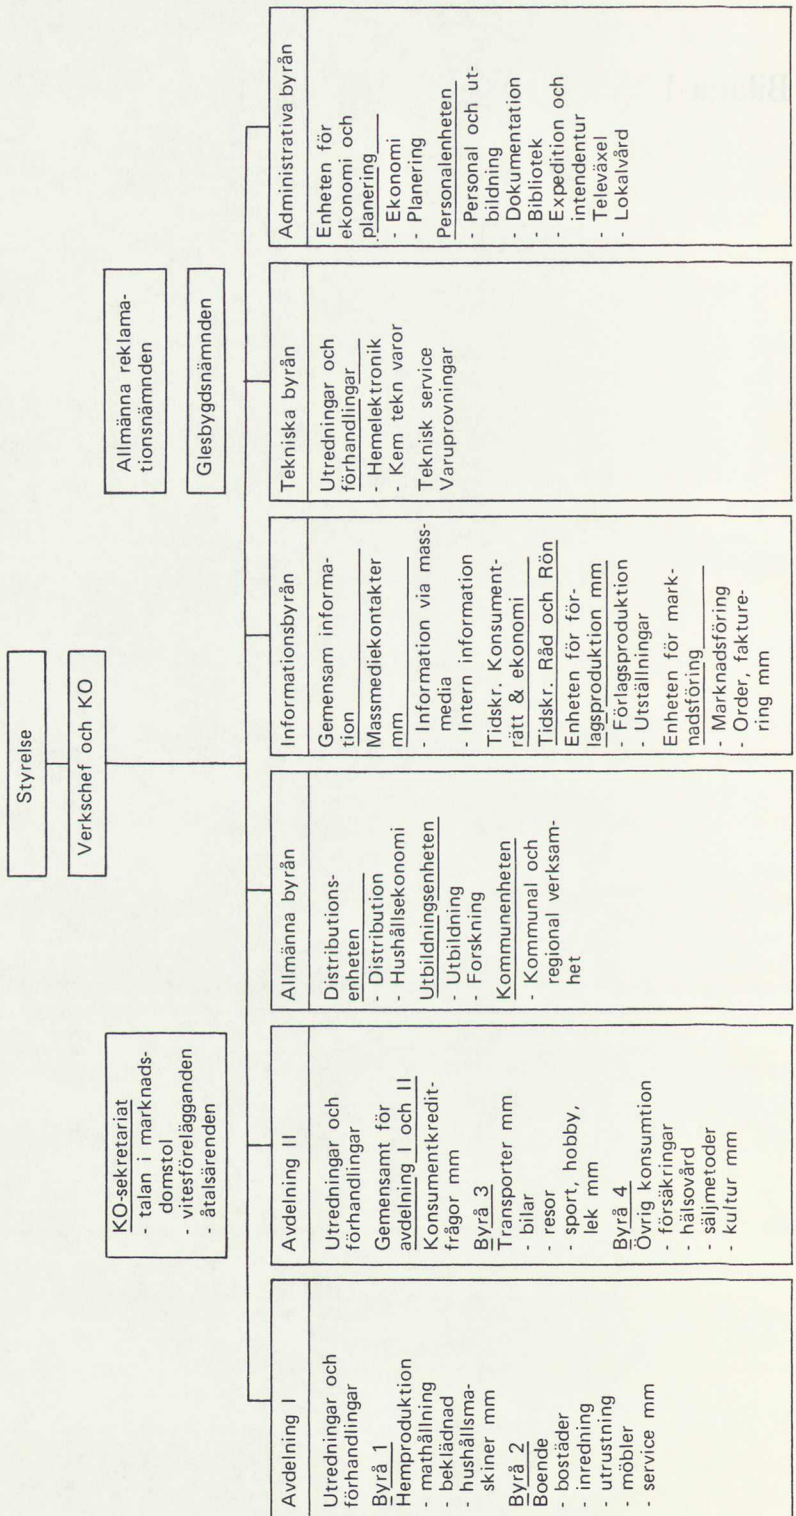 Styrelse
Verkschef och KO
KO-sekretariat
- talan i marknads-
domstol
- vitesförelägganden
- åtalsärenden
Allmänna reklama-
tionsnämnden
Glesbygdsnämnden
Avdelning I
Utredningar och
förhandlingar
Byrå 1
Hemproduktion
- mathållning
- beklädnad
- hushållsma-
skiner mm
Byrå 2
Boende
- bostäder
- inredning
- utrustning
- möbler
- service mm
Avdelning II
Utredningar och
förhandlingar
Gemensamt för
avdelning I och II
Konsumentkredit-
frågor mm
Byrå 3
Transporter mm
- bilar
- resor
- sport, hobby,
lek mm
Byrå 4
Övrig konsumtion
- försäkringar
- hälsovård
- säljmetoder
- kultur mm
Allmänna byrån
Distributions-
enheten
- Distribution
- Hushållsekonomi
Utbildningsenheten
- Utbildning
- Forskning
Kommunenheten
- Kommunal och
regional verksam-
het
Informationsbyrån
Gemensam informa-
tion
Massmediekontakter
mm
- Information via mass-
media
- Intern information
Tidskr. Konsument-
rätt & ekonomi
Tidskr. Råd och Rön
Enheten för för-
lagsproduktion mm
- Förlagsproduktion
- Utställningar
Enheten för mark-
nadsföring
- Marknadsföring
- Order, fakture-
ring mm
Tekniska byrån
Utredningar och
förhandlingar
- Hemelektronik
- Kem tekn varor
Teknisk service
Varuprovningar
Administrativa byrån
Enheten för
ekonomi och
planering
- Ekonomi
- Planering
Personalenheten
- Personal och ut-
bildning
- Dokumentation
- Bibliotek
- Expedition och
intendentur
- Televäxel
- Lokalvård